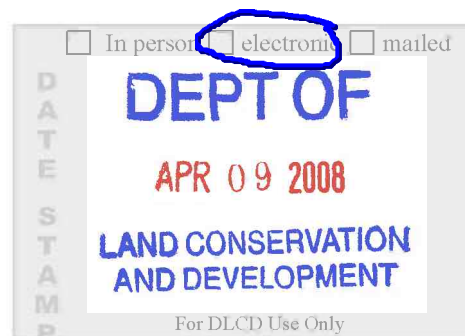 ☐ In person ☐ electronic ☐ mailed
DATE STAMP
DEPT OF
APR 09 2008
LAND CONSERVATION
AND DEVELOPMENT
For DLCD Use Only